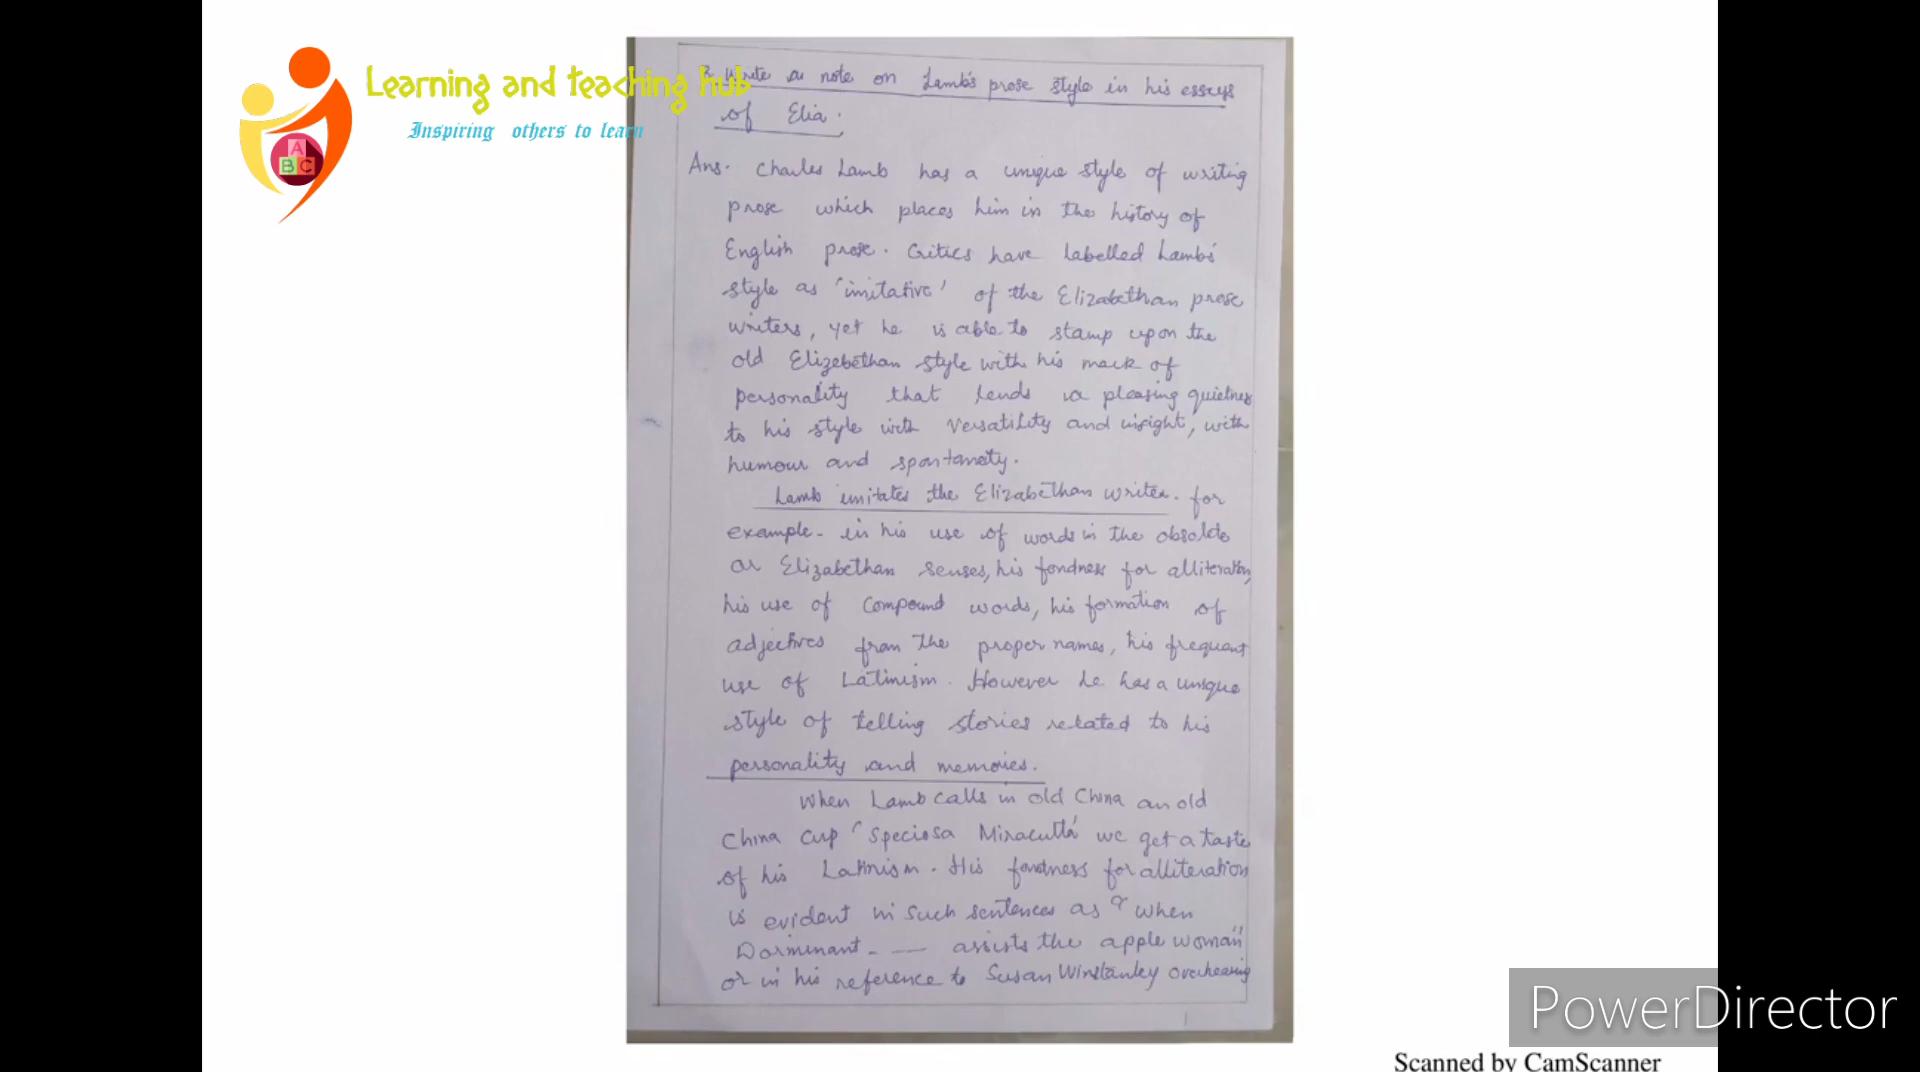 Learning and teaching hub
Inspiring others to learn
A
B C
Write a note on Lamb's prose style in his essays
of Elia.
Ans. Charles Lamb has a unique style of writing
prose which places him in the history of
English prose. Critics have labelled Lamb's
style as 'imitative' of the Elizabethan prose
writers, yet he is able to stamp upon the
old Elizebethan style with his mark of
personality that lends a pleasing quietness
to his style with versatility and insight, with
humour and spontanety.
Lamb imitates the Elizabethan writer. for
example - in his use of words in the obsolete
or Elizabethan senses, his fondness for alliteration,
his use of compound words, his formation of
adjectives from the proper names, his frequent
use of Latinism. However he has a unique
style of telling stories related to his
personality and memories.
When Lamb calls in old China an old
China cup 'Speciosa Miraculla' we get a taste
of his Latinism. His fondness for alliteration
is evident in such sentences as "when
Dorminant - — assists the apple woman"
or in his reference to Susan Winstanley overhearing
PowerDirector
Scanned by CamScanner